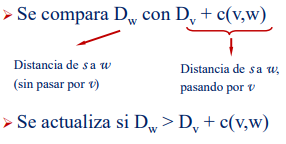 ➢ Se compara D_w con D_v + c(v,w)
Distancia de s a w
(sin pasar por v)
Distancia de s a w,
pasando por v
➢ Se actualiza si D_w > D_v + c(v,w)